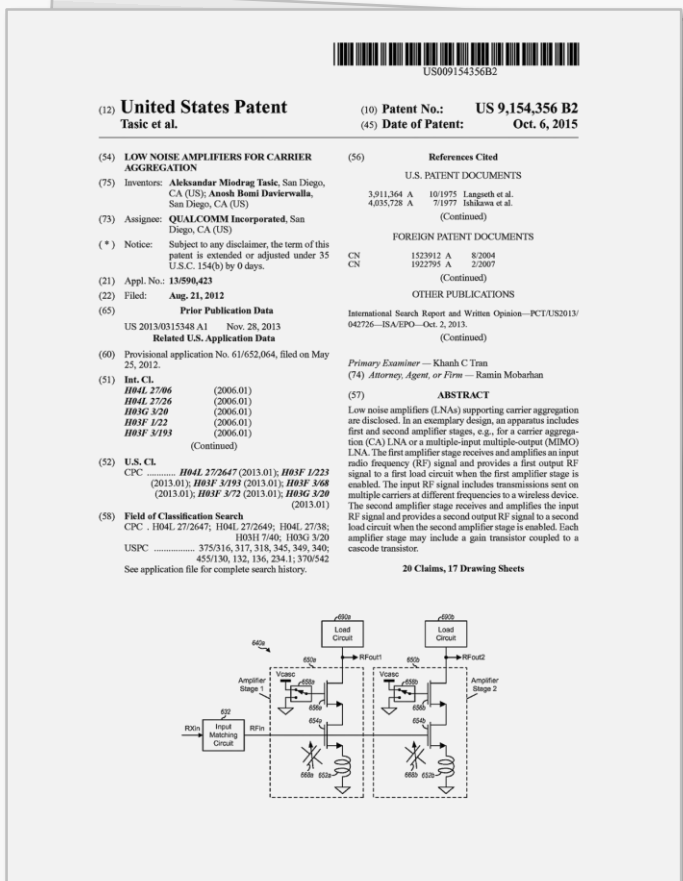 US009154356B2
(12) United States Patent
Tasic et al.
(10) Patent No.: US 9,154,356 B2
(45) Date of Patent: Oct. 6, 2015
(54) LOW NOISE AMPLIFIERS FOR CARRIER
AGGREGATION
(75) Inventors: Aleksandar Miodrag Tasic, San Diego,
CA (US); Anosh Bomi Davierwalla,
San Diego, CA (US)
(73) Assignee: QUALCOMM Incorporated, San
Diego, CA (US)
( * ) Notice: Subject to any disclaimer, the term of this
patent is extended or adjusted under 35
U.S.C. 154(b) by 0 days.
(21) Appl. No.: 13/590,423
(22) Filed: Aug. 21, 2012
(65) Prior Publication Data
US 2013/0315348 A1 Nov. 28, 2013
Related U.S. Application Data
(60) Provisional application No. 61/652,064, filed on May
25, 2012.
(51) Int. Cl.
H04L 27/06 (2006.01)
H04L 27/26 (2006.01)
H03G 3/20 (2006.01)
H03F 1/22 (2006.01)
H03F 3/193 (2006.01)
(Continued)
(52) U.S. Cl.
CPC ........... H04L 27/2647 (2013.01); H03F 1/223
(2013.01); H03F 3/193 (2013.01); H03F 3/68
(2013.01); H03F 3/72 (2013.01); H03G 3/20
(2013.01)
(58) Field of Classification Search
CPC . H04L 27/2647; H04L 27/2649; H04L 27/38;
H03H 7/40; H03G 3/20
USPC ................. 375/316, 317, 318, 345, 349, 340;
455/130, 132, 136, 234.1; 370/542
See application file for complete search history.
(56) References Cited
U.S. PATENT DOCUMENTS
3,911,364 A 10/1975 Langseth et al.
4,035,728 A 7/1977 Ishikawa et al.
(Continued)
FOREIGN PATENT DOCUMENTS
CN 1523912 A 8/2004
CN 1922795 A 2/2007
(Continued)
OTHER PUBLICATIONS
International Search Report and Written Opinion—PCT/US2013/
042726—ISA/EPO—Oct. 2, 2013.
(Continued)
Primary Examiner — Khanh C Tran
(74) Attorney, Agent, or Firm — Ramin Mobarhan
(57) ABSTRACT
Low noise amplifiers (LNAs) supporting carrier aggregation
are disclosed. In an exemplary design, an apparatus includes
first and second amplifier stages, e.g., for a carrier aggrega-
tion (CA) LNA or a multiple-input multiple-output (MIMO)
LNA. The first amplifier stage receives and amplifies an input
radio frequency (RF) signal and provides a first output RF
signal to a first load circuit when the first amplifier stage is
enabled. The input RF signal includes transmissions sent on
multiple carriers at different frequencies to a wireless device.
The second amplifier stage receives and amplifies the input
RF signal and provides a second output RF signal to a second
load circuit when the second amplifier stage is enabled. Each
amplifier stage may include a gain transistor coupled to a
cascode transistor.
20 Claims, 17 Drawing Sheets
690a
690b
Load
Circuit
Load
Circuit
640a
650a
RFout1
650b
RFout2
Amplifier
Stage 1
Vcasc
658a
656a
Vcasc
658b
656b
Amplifier
Stage 2
632
654a
654b
RXin
Input
Matching
Circuit
RFin
668a
652a
668b
652b